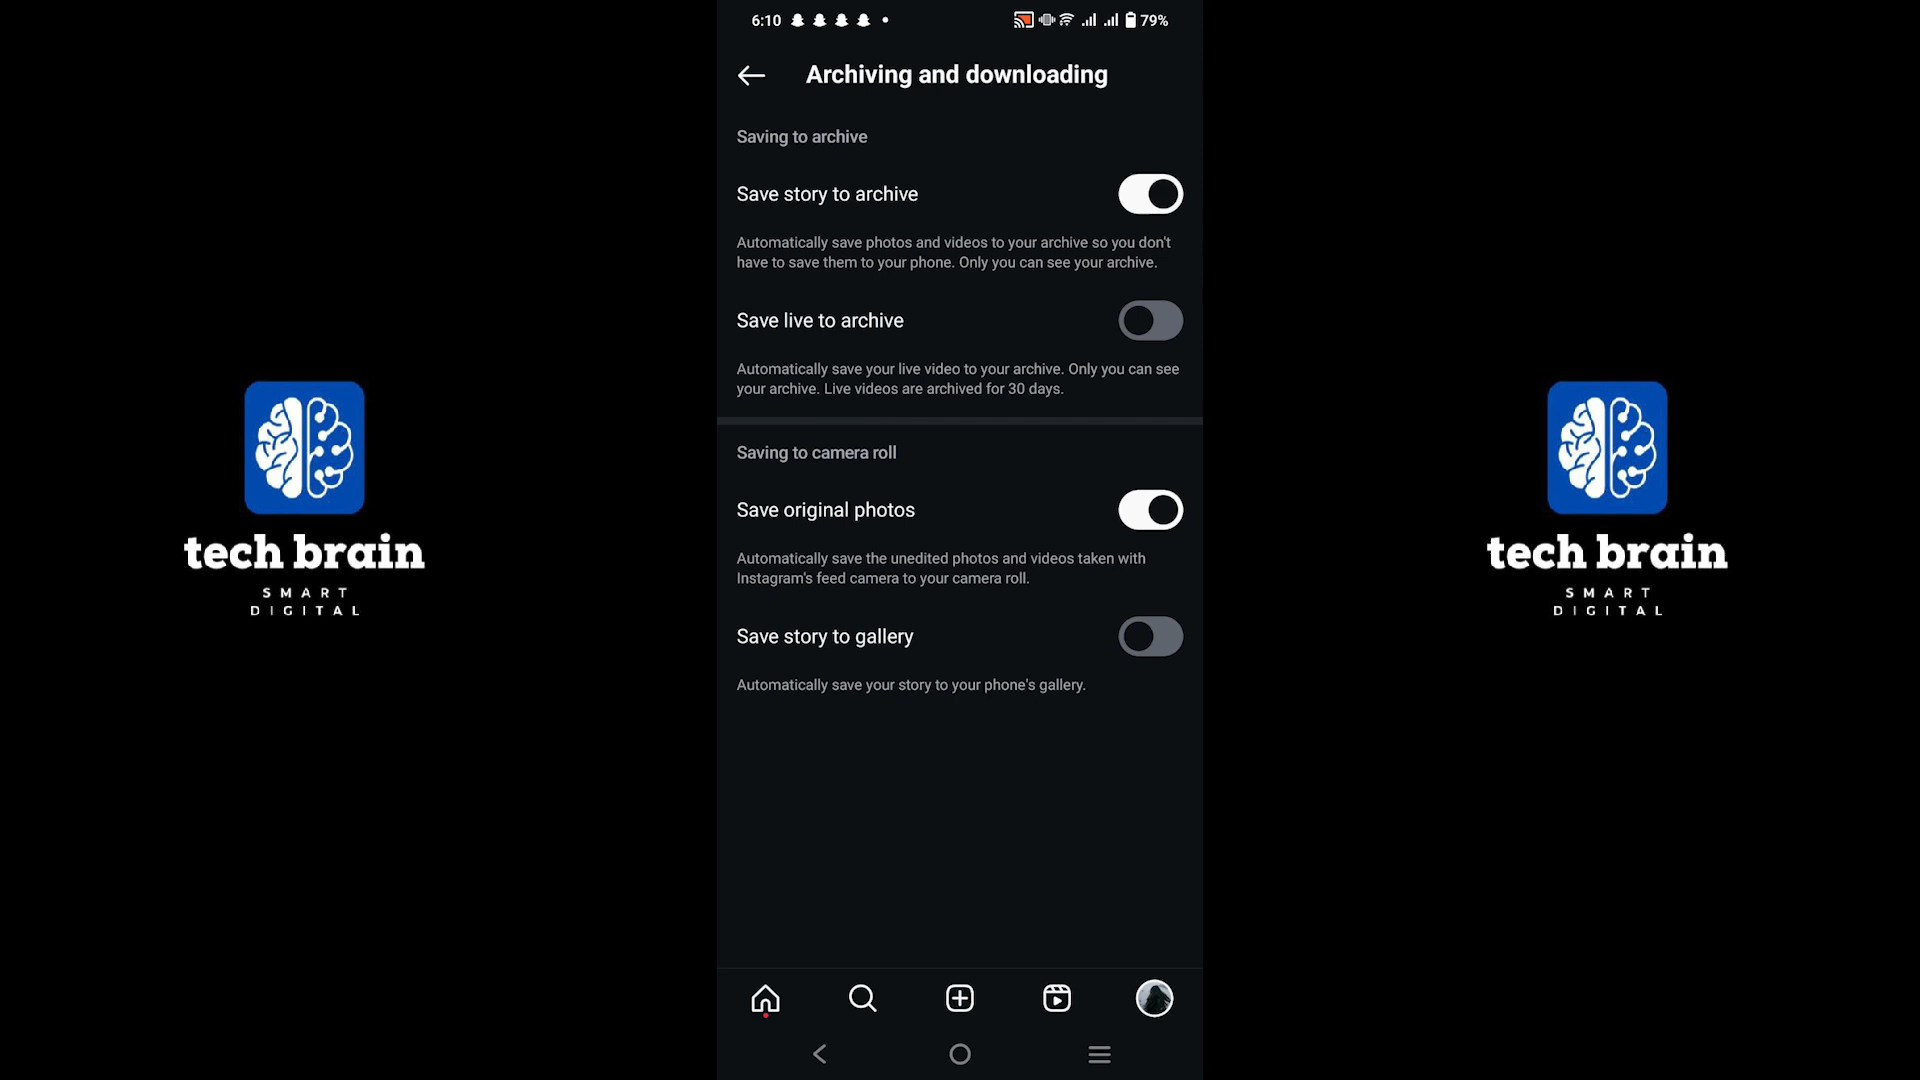 6:10
79%
Archiving and downloading
Saving to archive
Save story to archive
Automatically save photos and videos to your archive so you don't
have to save them to your phone. Only you can see your archive.
Save live to archive
Automatically save your live video to your archive. Only you can see
your archive. Live videos are archived for 30 days.
Saving to camera roll
Save original photos
Automatically save the unedited photos and videos taken with
Instagram's feed camera to your camera roll.
Save story to gallery
Automatically save your story to your phone's gallery.
tech brain
SMART
DIGITAL
tech brain
SMART
DIGITAL